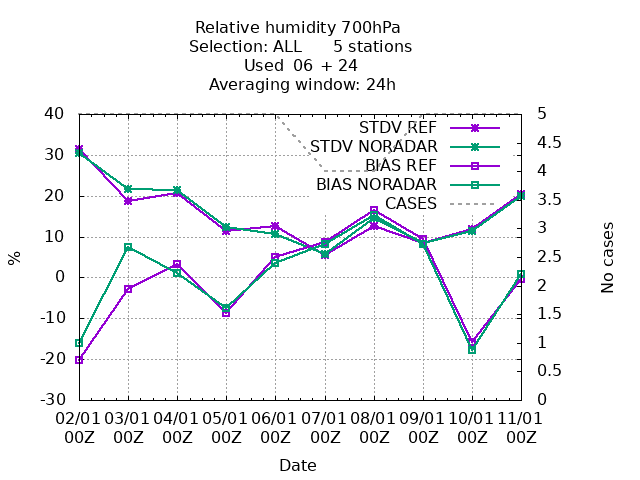 Relative humidity 700hPa
Selection: ALL      5 stations
Used  06 + 24
Averaging window: 24h
40
30
20
10
0
-10
-20
-30
%
5
4.5
4
3.5
3
2.5
2
1.5
1
0.5
0
No cases
STDV REF
STDV NORADAR
BIAS REF
BIAS NORADAR
CASES
02/01 03/01 04/01 05/01 06/01 07/01 08/01 09/01 10/01 11/01
00Z 00Z 00Z 00Z 00Z 00Z 00Z 00Z 00Z 00Z
Date